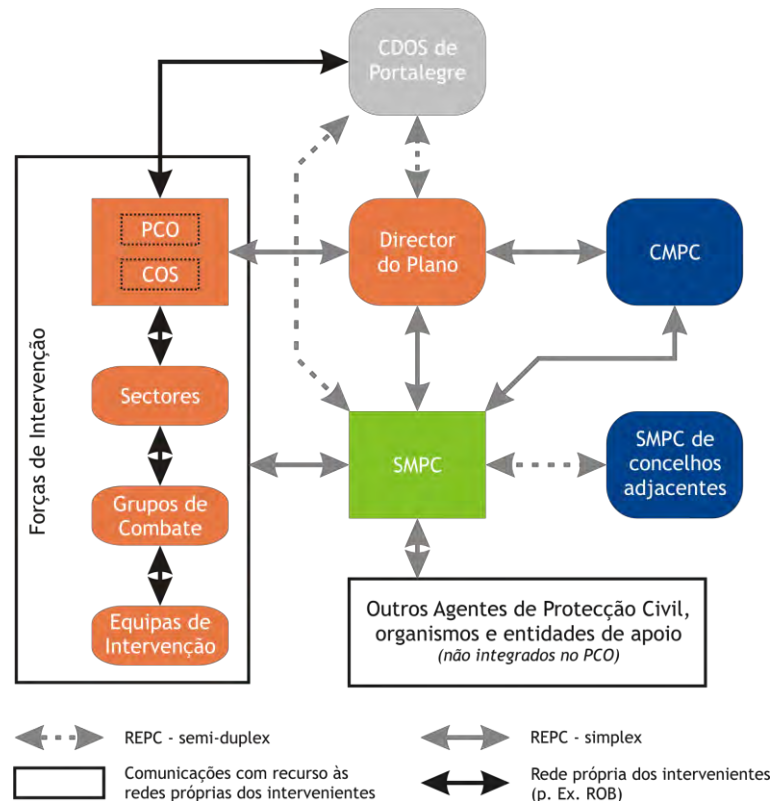 CDOS de
Portalegre
Forças de Intervenção
PCO
COS
Director
do Plano
CMPC
Sectores
SMPC
SMPC de
concelhos
adjacentes
Grupos de
Combate
Equipas de
Intervenção
Outros Agentes de Protecção Civil,
organismos e entidades de apoio
(não integrados no PCO)
REPC - semi-duplex
REPC - simplex
Comunicações com recurso às
redes próprias dos intervenientes
Rede própria dos intervenientes
(p. Ex. ROB)